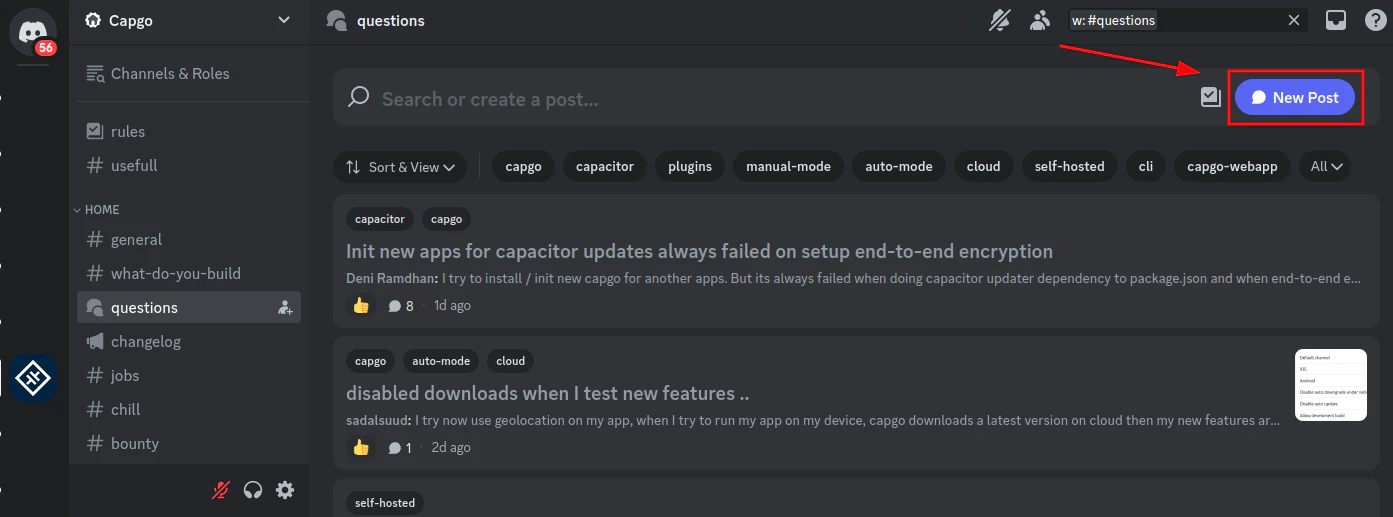 56
Capgo
Channels & Roles
rules
usefull
HOME
general
what-do-you-build
questions
changelog
jobs
chill
bounty
questions
w: #questions
Search or create a post...
New Post
Sort & View
capgo
capacitor
plugins
manual-mode
auto-mode
cloud
self-hosted
cli
capgo-webapp
All
capacitor capgo
Init new apps for capacitor updates always failed on setup end-to-end encryption
Deni Ramdhan: I try to install / init new capgo for another apps. But its always failed when doing capacitor updater dependency to package.json and when end-to-end e...
8 · 1d ago
capgo auto-mode cloud
disabled downloads when I test new features ..
sadalsuud: I try now use geolocation on my app, when I try to run my app on my device, capgo downloads a latest version on cloud then my new features ar...
1 · 2d ago
Default channel
iOS
Android
Disable auto downgrade under
Disable auto update
Allow develoment build
self-hosted